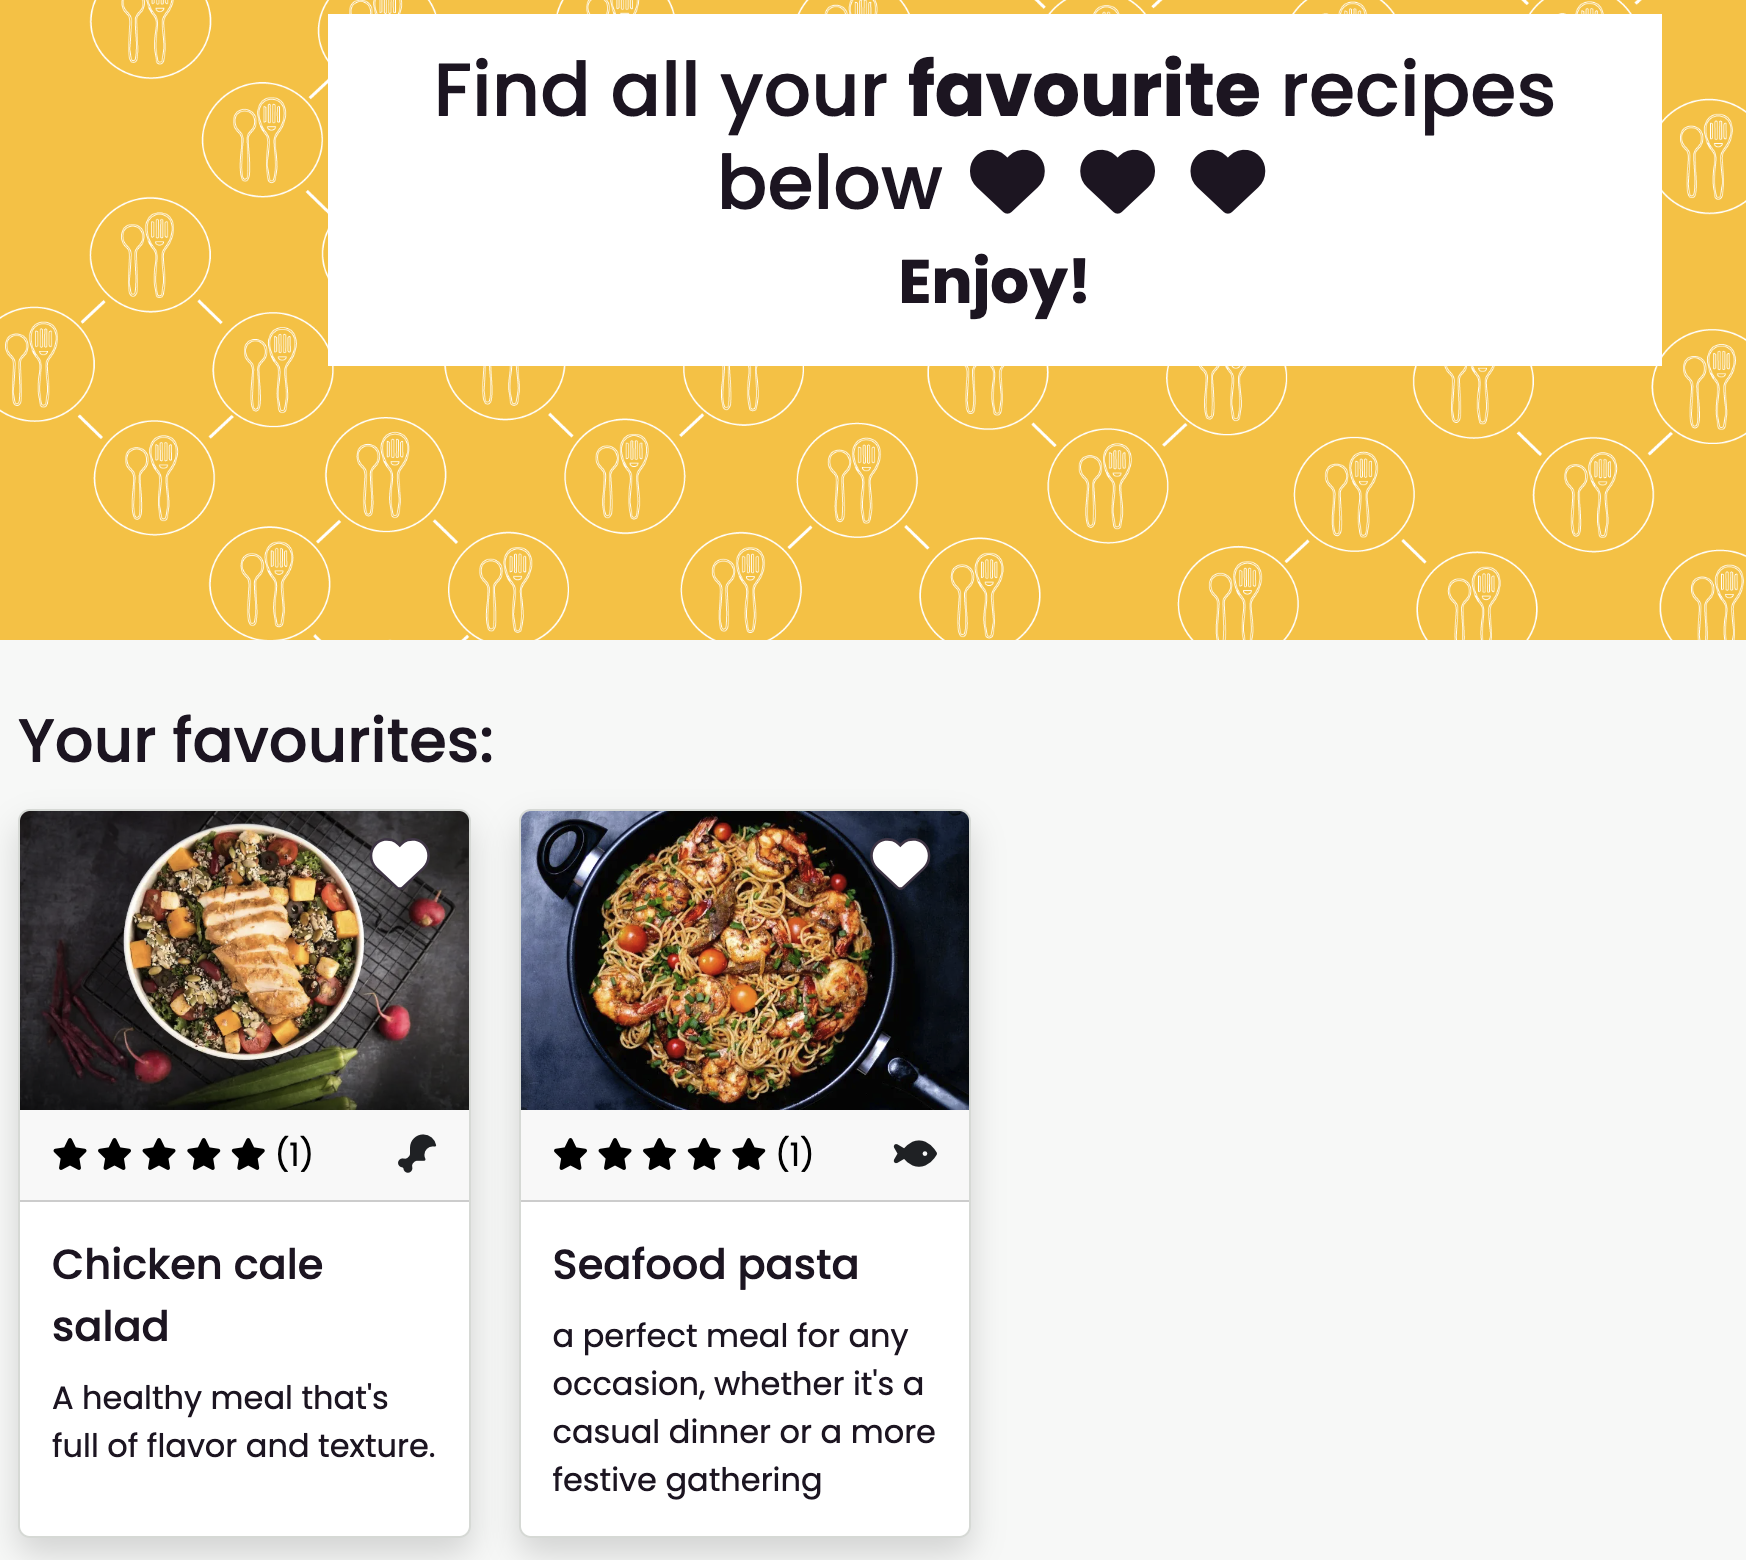 Find all your favourite recipes
below
Enjoy!
Your favourites:
(1)
Chicken cale
salad
A healthy meal that's
full of flavor and texture.
(1)
Seafood pasta
a perfect meal for any
occasion, whether it's a
casual dinner or a more
festive gathering